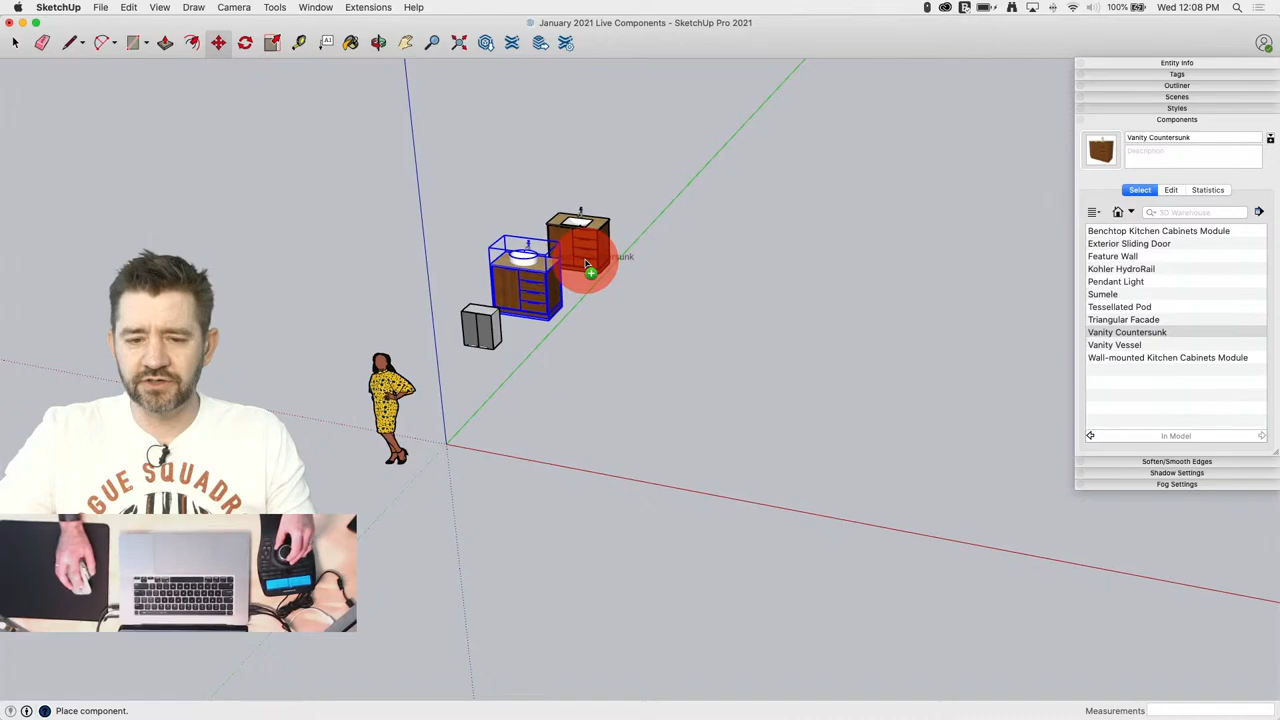 SketchUp File Edit View Draw Camera Tools Window Extensions Help
100% Wed 12:08 PM
January 2021 Live Components - SketchUp Pro 2021
Entity Info
Tags
Outliner
Scenes
Styles
Components
Vanity Countersunk
Description
Select Edit Statistics
3D Warehouse
Benchtop Kitchen Cabinets Module
Exterior Sliding Door
Feature Wall
Kohler HydroRail
Pendant Light
Sumele
Tessellated Pod
Triangular Facade
Vanity Countersunk
Vanity Vessel
Wall-mounted Kitchen Cabinets Module
In Model
Soften/Smooth Edges
Shadow Settings
Fog Settings
Place component.
Measurements